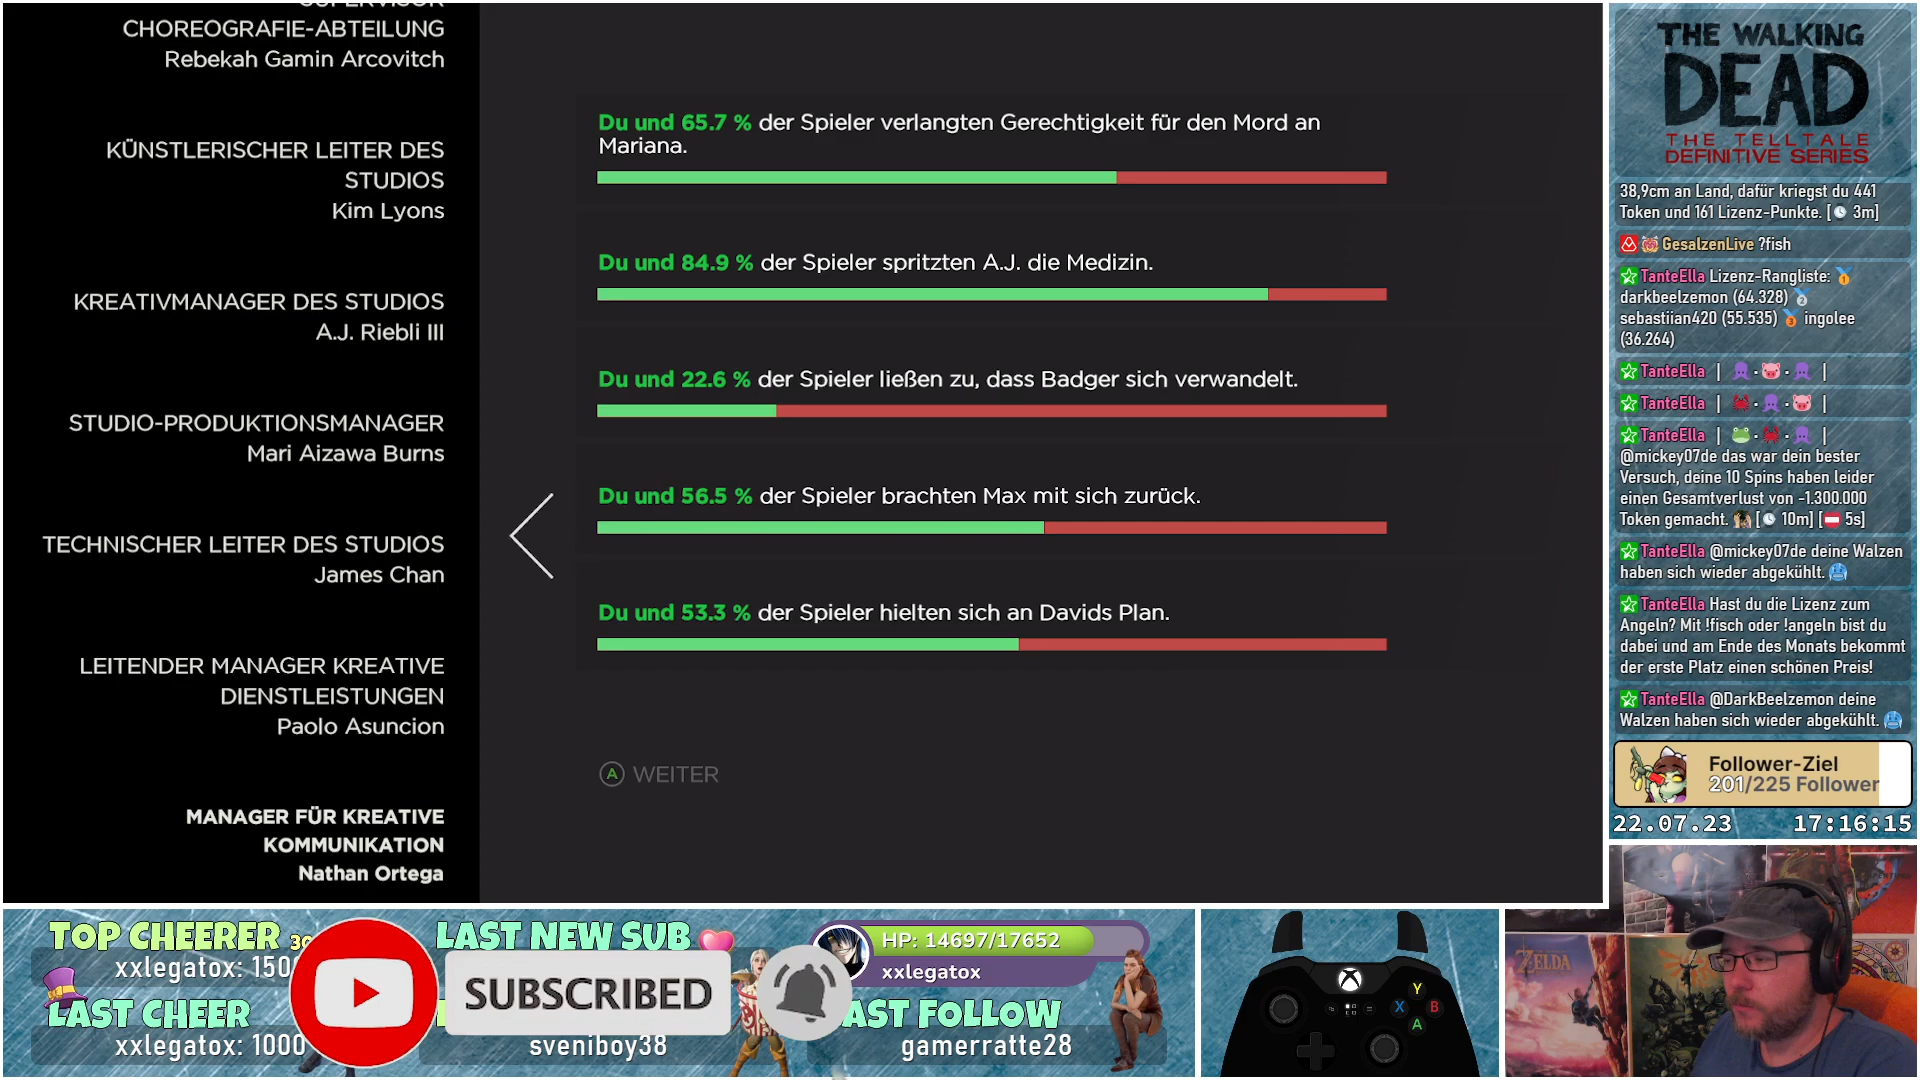 CHOREOGRAFIE-ABTEILUNG
Rebekah Gamin Arcovitch
KÜNSTLERISCHER LEITER DES
STUDIOS
Kim Lyons
KREATIVMANAGER DES STUDIOS
A.J. Riebli III
STUDIO-PRODUKTIONSMANAGER
Mari Aizawa Burns
TECHNISCHER LEITER DES STUDIOS
James Chan
LEITENDER MANAGER KREATIVE
DIENSTLEISTUNGEN
Paolo Asuncion
MANAGER FÜR KREATIVE
KOMMUNIKATION
Nathan Ortega
Du und 65.7 % der Spieler verlangten Gerechtigkeit für den Mord an
Mariana.
Du und 84.9 % der Spieler spritzten A.J. die Medizin.
Du und 22.6 % der Spieler ließen zu, dass Badger sich verwandelt.
Du und 56.5 % der Spieler brachten Max mit sich zurück.
Du und 53.3 % der Spieler hielten sich an Davids Plan.
A WEITER
THE WALKING
DEAD
THE TELLTALE
DEFINITIVE SERIES
38,9cm an Land, dafür kriegst du 441
Token und 161 Lizenz-Punkte. [🕒 3m]
GesalzenLive ?fish
TanteElla Lizenz-Rangliste: 🥇
darkbeelzemon (64.328) 🥈
sebastiian420 (55.535) 🥉 ingolee
(36.264)
TanteElla | 🐙 · 🐷 · 🐙 |
TanteElla | 🦀 · 🐙 · 🐷 |
TanteElla | 🐸 · 🦀 · 🐙 |
@mickey07de das war dein bester
Versuch, deine 10 Spins haben leider
einen Gesamtverlust von -1.300.000
Token gemacht. [🕒 10m] [⛔ 5s]
TanteElla @mickey07de deine Walzen
haben sich wieder abgekühlt. 🥶
TanteElla Hast du die Lizenz zum
Angeln? Mit !fisch oder !angeln bist du
dabei und am Ende des Monats bekommt
der erste Platz einen schönen Preis!
TanteElla @DarkBeelzemon deine
Walzen haben sich wieder abgekühlt. 🥶
Follower-Ziel
201/225 Follower
22.07.23 17:16:15
TOP CHEERER
xxlegatox: 150
LAST CHEER
xxlegatox: 1000
LAST NEW SUB
SUBSCRIBED
sveniboy38
HP: 14697/17652
xxlegatox
AST FOLLOW
gamerratte28
X
Y
B
A
ZELDA